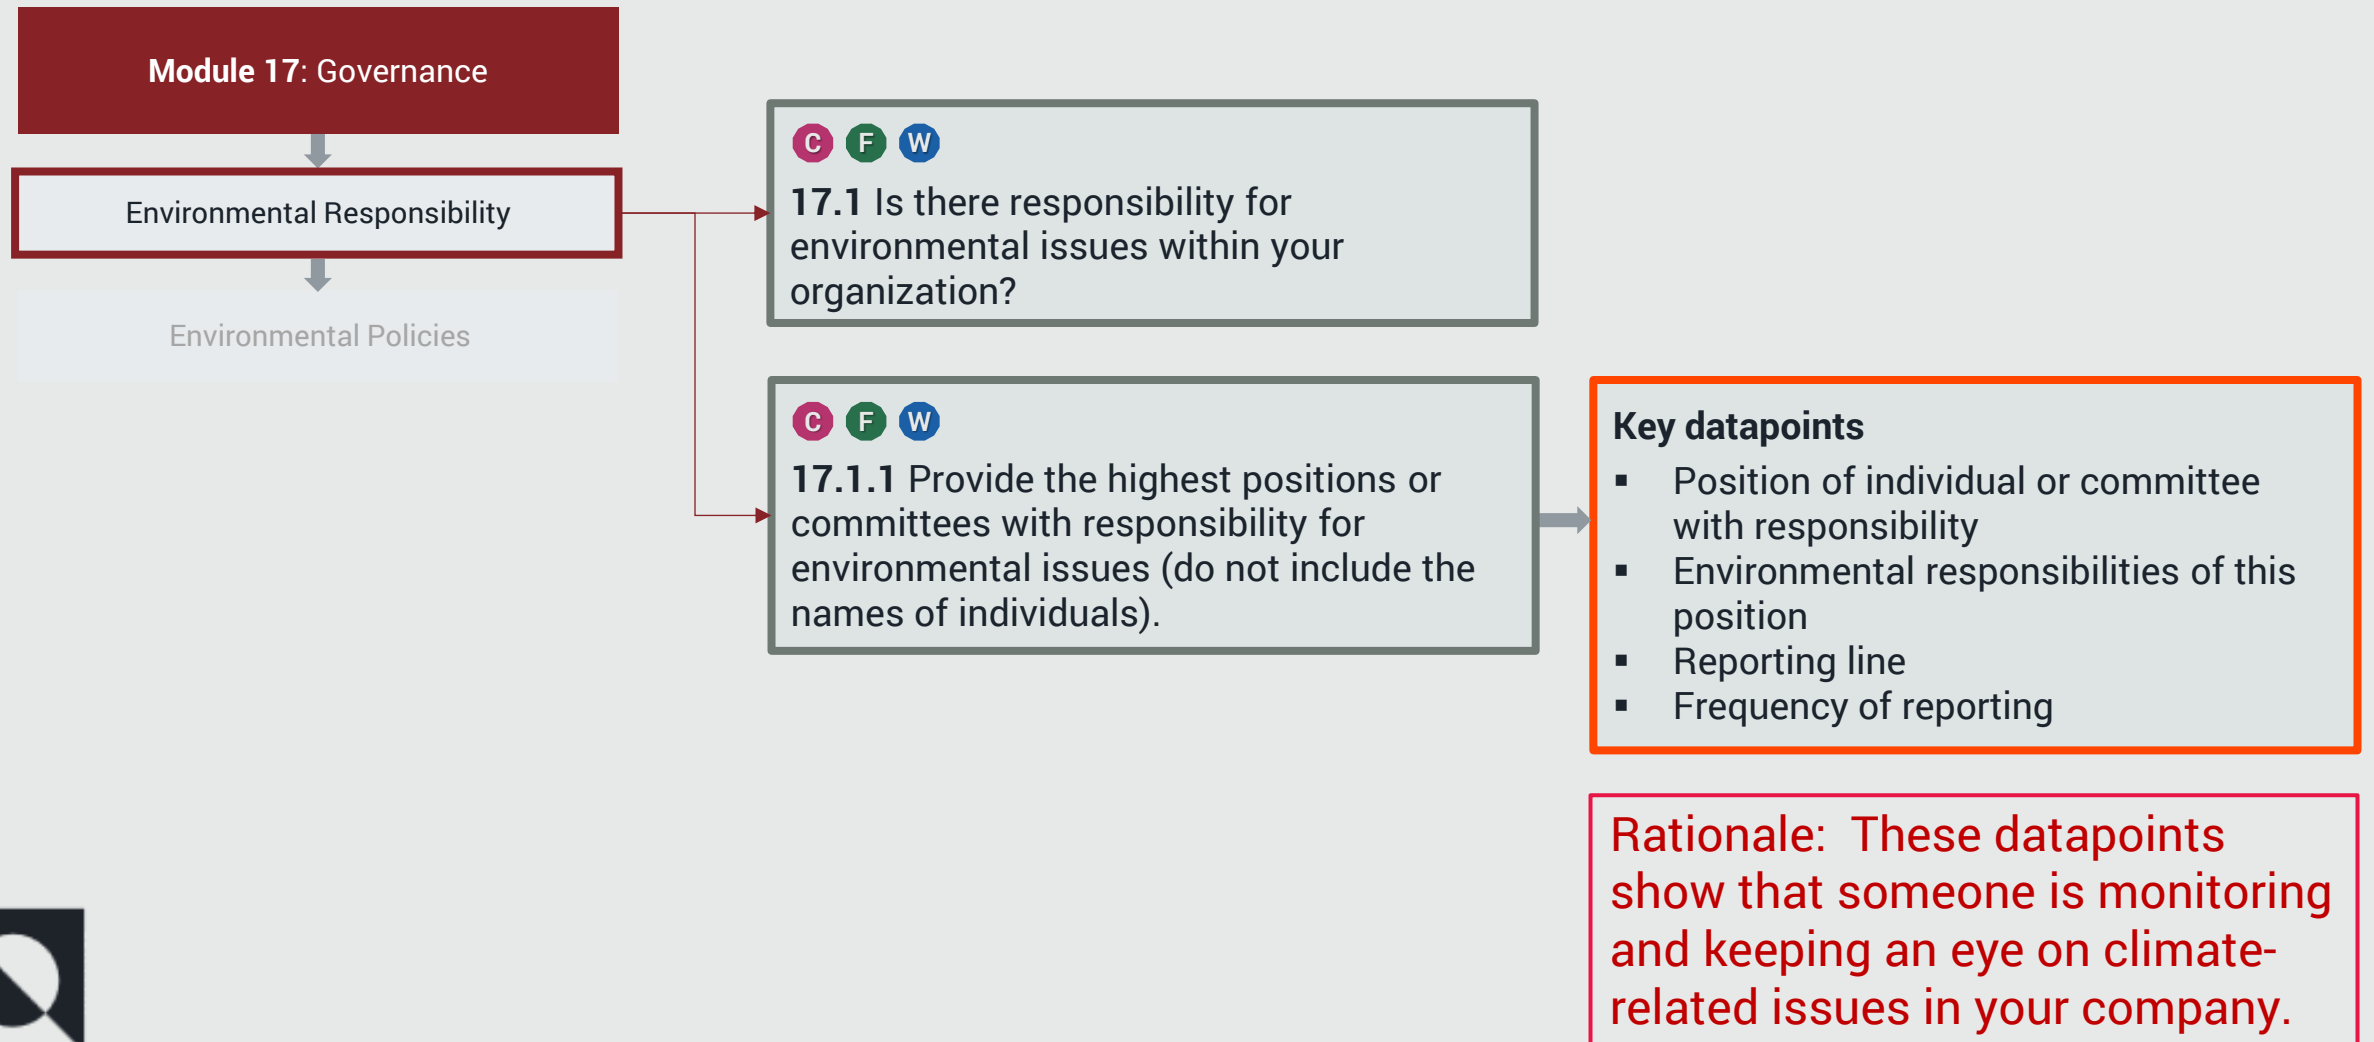 Module 17: Governance
Environmental Responsibility
Environmental Policies
C F W
17.1 Is there responsibility for
environmental issues within your
organization?
C F W
17.1.1 Provide the highest positions or
committees with responsibility for
environmental issues (do not include the
names of individuals).
Key datapoints
▪ Position of individual or committee
with responsibility
▪ Environmental responsibilities of this
position
▪ Reporting line
▪ Frequency of reporting
Rationale: These datapoints
show that someone is monitoring
and keeping an eye on climate-
related issues in your company.